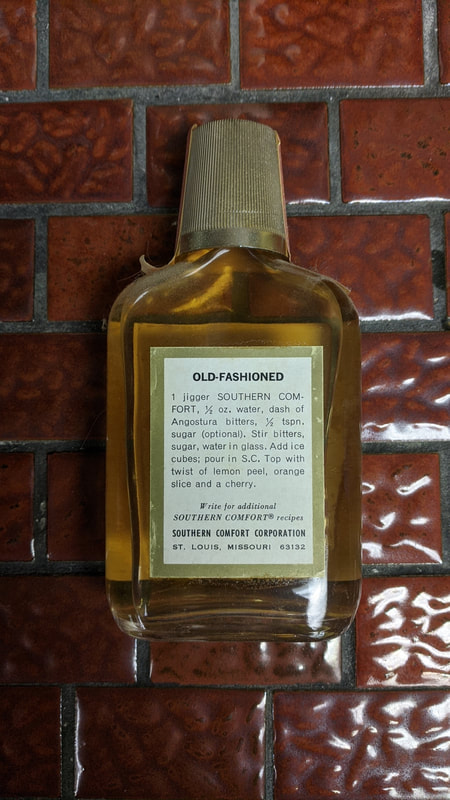 OLD-FASHIONED
1 jigger SOUTHERN COM-
FORT, ½ oz. water, dash of
Angostura bitters, ½ tspn.
sugar (optional). Stir bitters,
sugar, water in glass. Add ice
cubes; pour in S.C. Top with
twist of lemon peel, orange
slice and a cherry.
Write for additional
SOUTHERN COMFORT® recipes
SOUTHERN COMFORT CORPORATION
ST. LOUIS, MISSOURI 63132